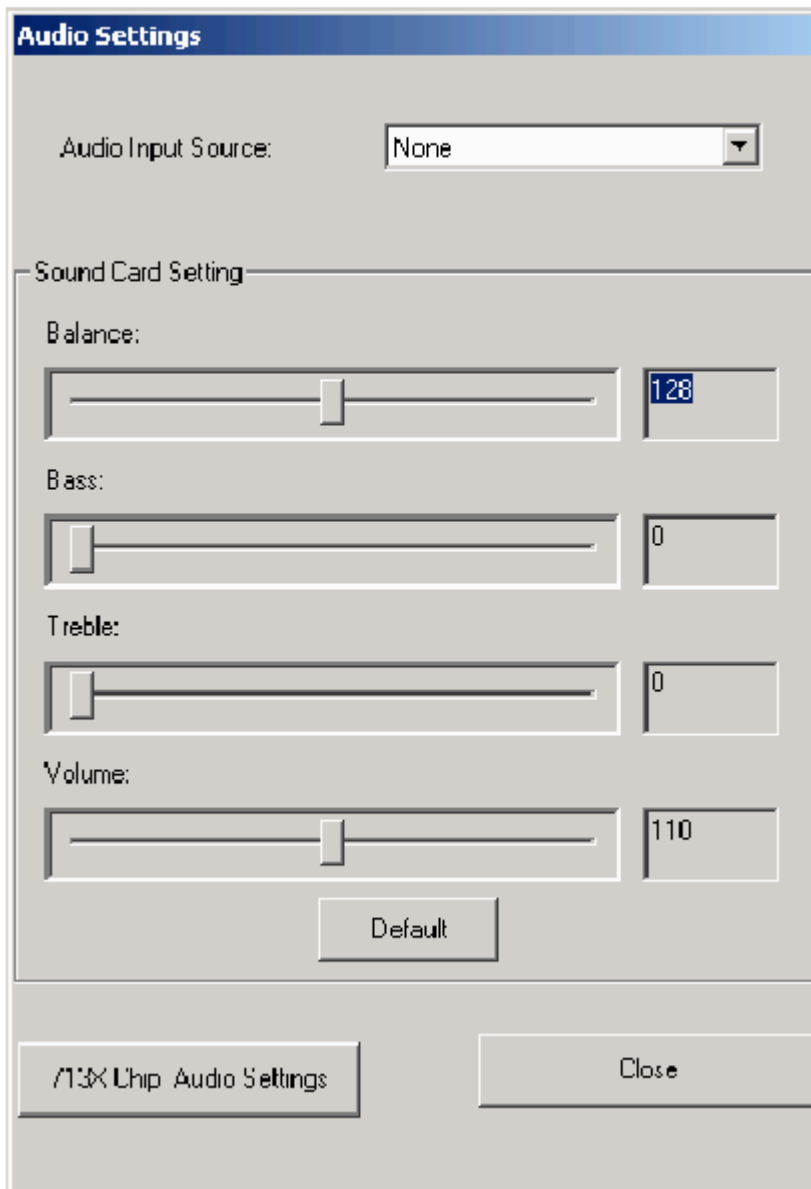 Audio Settings
Audio Input Source:
None
Sound Card Setting
Balance:
128
Bass:
0
Treble:
0
Volume:
110
Default
713X Chip Audio Settings
Close